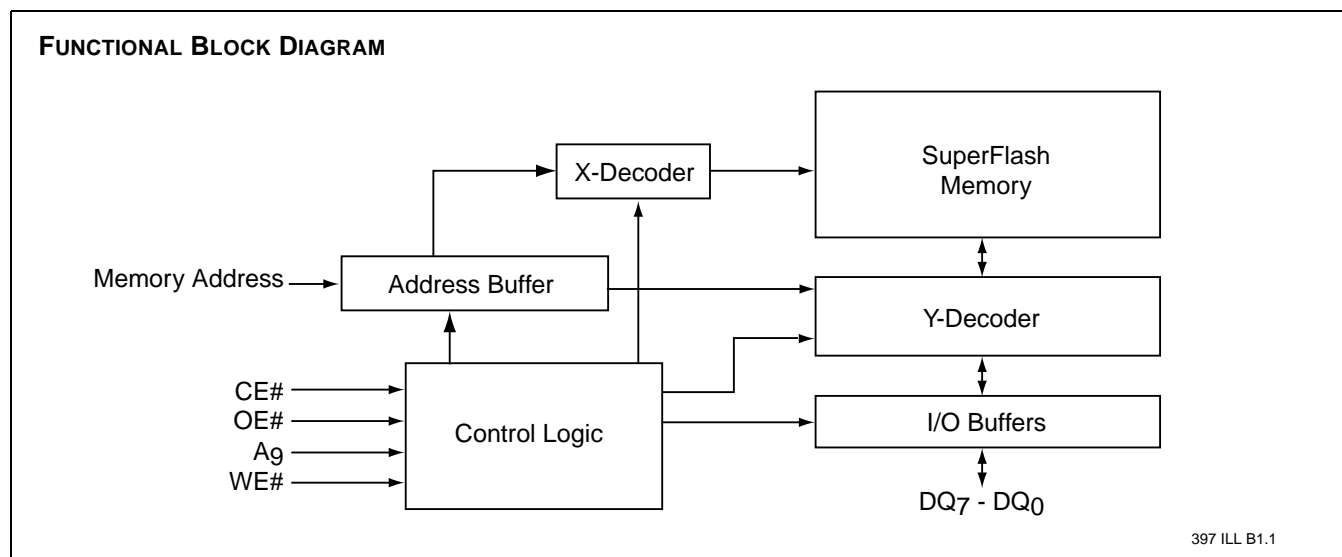 FUNCTIONAL BLOCK DIAGRAM
X-Decoder
SuperFlash
Memory
Memory Address
Address Buffer
Y-Decoder
CE#
OE#
A9
WE#
Control Logic
I/O Buffers
DQ7 - DQ0
397 ILL B1.1